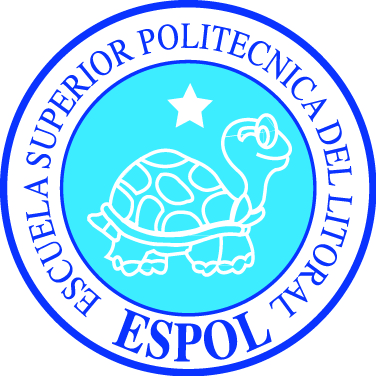 ESCUELA SUPERIOR POLITECNICA DEL LITORAL
ESPOL